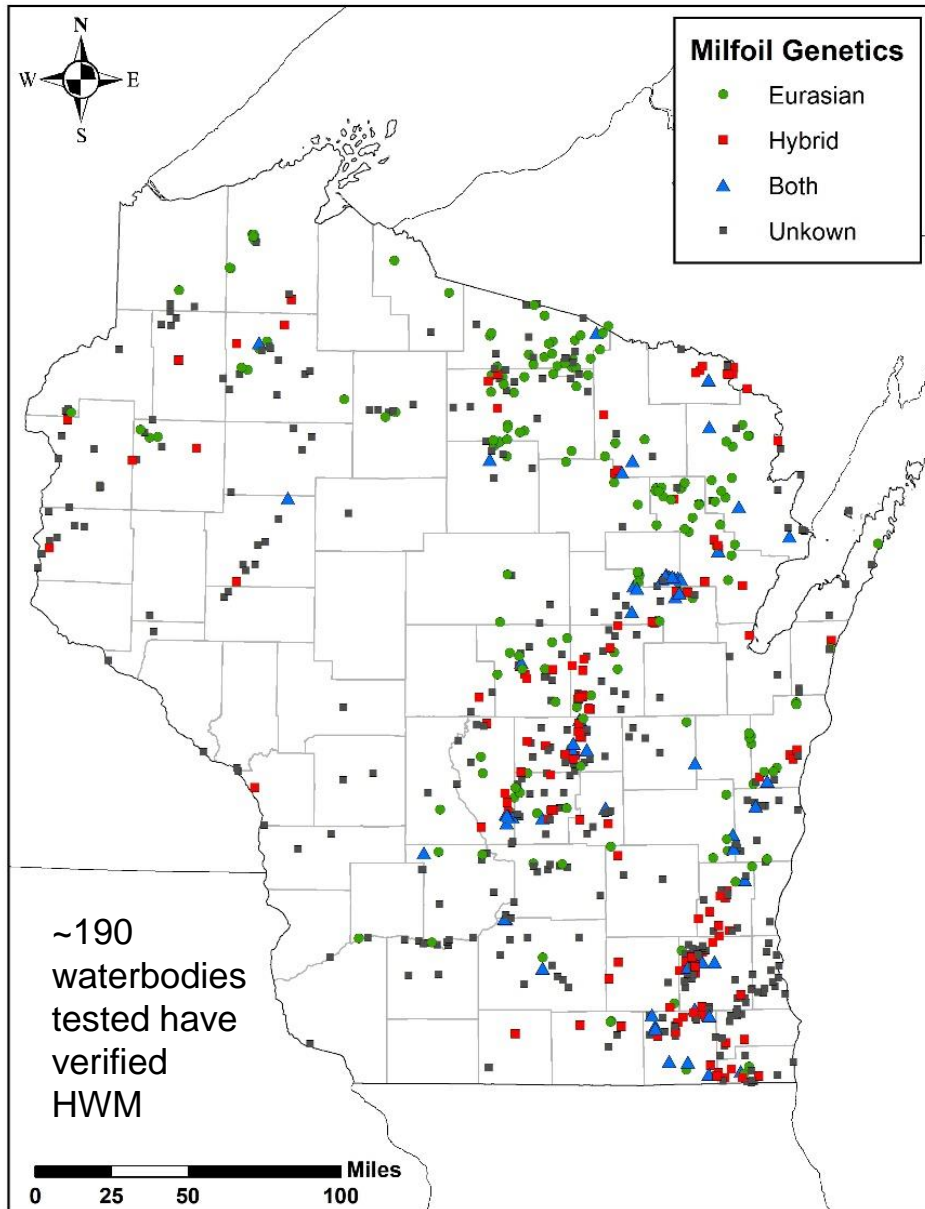 N
W E
S
Milfoil Genetics
Eurasian
Hybrid
Both
Unkown
~190
waterbodies
tested have
verified
HWM
Miles
0 25 50 100